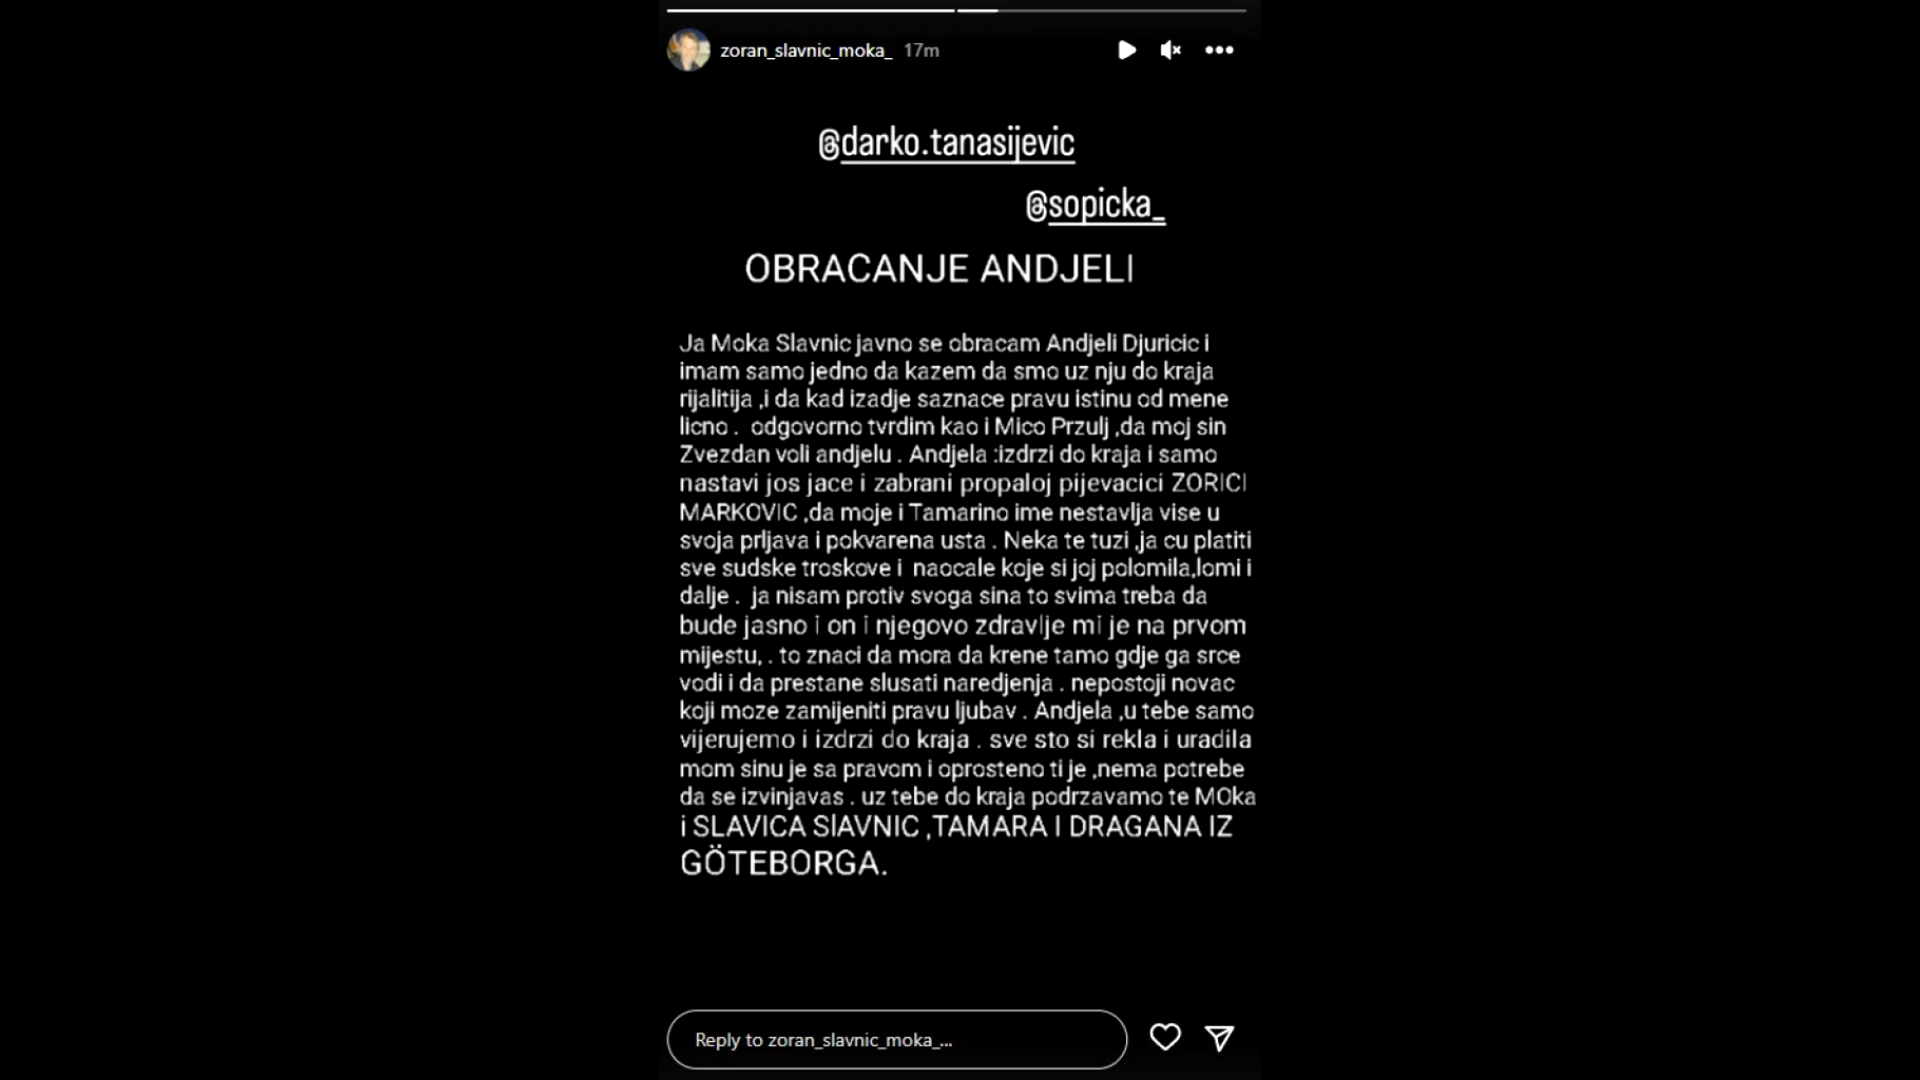 zoran_slavnic_moka_ 17m
@darko.tanasijevic
@sopicka_
OBRACANJE ANDJELI
Ja Moka Slavnic javno se obracam Andjeli Djuricic i
imam samo jedno da kazem da smo uz nju do kraja
rijalitija ,i da kad izadje saznace pravu istinu od mene
licno . odgovorno tvrdim kao i Mico Przulj ,da moj sin
Zvezdan voli andjelu . Andjela :izdrzi do kraja i samo
nastavi jos jace i zabrani propaloj pijevacici ZORICI
MARKOVIC ,da moje i Tamarino ime nestavlja vise u
svoja prljava i pokvarena usta . Neka te tuzi ,ja cu platiti
sve sudske troskove i naocale koje si joj polomila,lomi i
dalje . ja nisam protiv svoga sina to svima treba da
bude jasno i on i njegovo zdravlje mi je na prvom
mijestu, . to znaci da mora da krene tamo gdje ga srce
vodi i da prestane slusati naredjenja . nepostoji novac
koji moze zamijeniti pravu ljubav . Andjela ,u tebe samo
vijerujemo i izdrzi do kraja . sve sto si rekla i uradila
mom sinu je sa pravom i oprosteno ti je ,nema potrebe
da se izvinjavas . uz tebe do kraja podrzavamo te MOka
i SLAVICA SlAVNIC ,TAMARA I DRAGANA IZ
GÖTEBORGA.
Reply to zoran_slavnic_moka_...